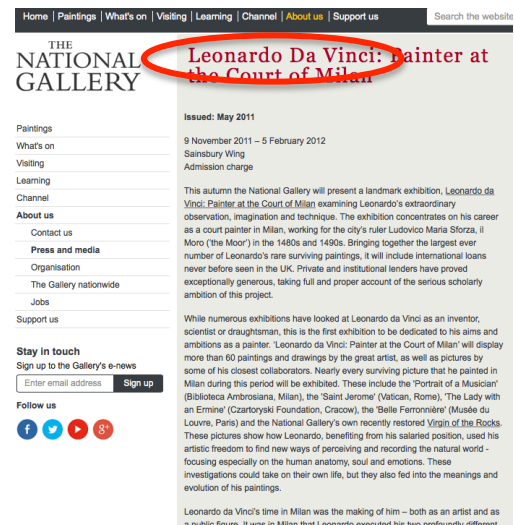 Home | Paintings | What's on | Visiting | Learning | Channel | About us | Support us
Search the website
THE
NATIONAL
GALLERY
Leonardo Da Vinci: Painter at
the Court of Milan
Issued: May 2011
Paintings
What's on
Visiting
Learning
Channel
About us
Contact us
Press and media
Organisation
The Gallery nationwide
Jobs
Support us
Stay in touch
Sign up to the Gallery's e-news
Enter email address
Sign up
Follow us
9 November 2011 – 5 February 2012
Sainsbury Wing
Admission charge
This autumn the National Gallery will present a landmark exhibition, Leonardo da
Vinci: Painter at the Court of Milan examining Leonardo's extraordinary
observation, imagination and technique. The exhibition concentrates on his career
as a court painter in Milan, working for the city's ruler Ludovico Maria Sforza, il
Moro ('the Moor') in the 1480s and 1490s. Bringing together the largest ever
number of Leonardo's rare surviving paintings, it will include international loans
never before seen in the UK. Private and institutional lenders have proved
exceptionally generous, taking full and proper account of the serious scholarly
ambition of this project.
While numerous exhibitions have looked at Leonardo da Vinci as an inventor,
scientist or draughtsman, this is the first exhibition to be dedicated to his aims and
ambitions as a painter. 'Leonardo da Vinci: Painter at the Court of Milan' will display
more than 60 paintings and drawings by the great artist, as well as pictures by
some of his closest collaborators. Nearly every surviving picture that he painted in
Milan during this period will be exhibited. These include the 'Portrait of a Musician'
(Biblioteca Ambrosiana, Milan), the 'Saint Jerome' (Vatican, Rome), 'The Lady with
an Ermine' (Czartoryski Foundation, Cracow), the 'Belle Ferronnière' (Musée du
Louvre, Paris) and the National Gallery's own recently restored Virgin of the Rocks.
These pictures show how Leonardo, benefiting from his salaried position, used his
artistic freedom to find new ways of perceiving and recording the natural world -
focusing especially on the human anatomy, soul and emotions. These
investigations could take on their own life, but they also fed into the meanings and
evolution of his paintings.
Leonardo da Vinci's time in Milan was the making of him – both as an artist and as
a public figure. It was in Milan that Leonardo executed his two profoundly different